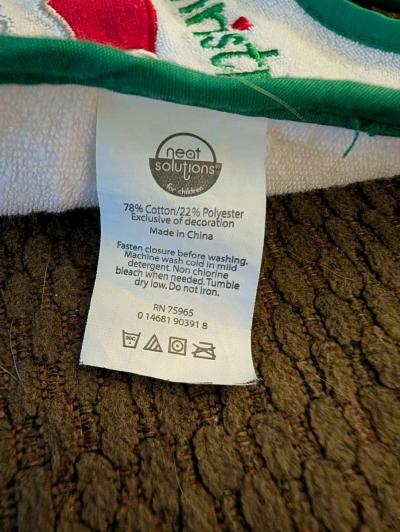 hrist
neat
solutions
for children
78% Cotton/22% Polyester
Exclusive of decoration
Made in China
Fasten closure before washing.
Machine wash cold in mild
detergent. Non chlorine
bleach when needed. Tumble
dry low. Do not iron.
RN 75965
0 14681 90391 8